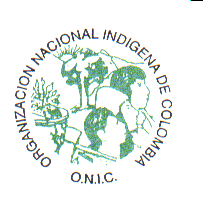 ORGANIZACION NACIONAL INDIGENA DE COLOMBIA
O.N.I.C.